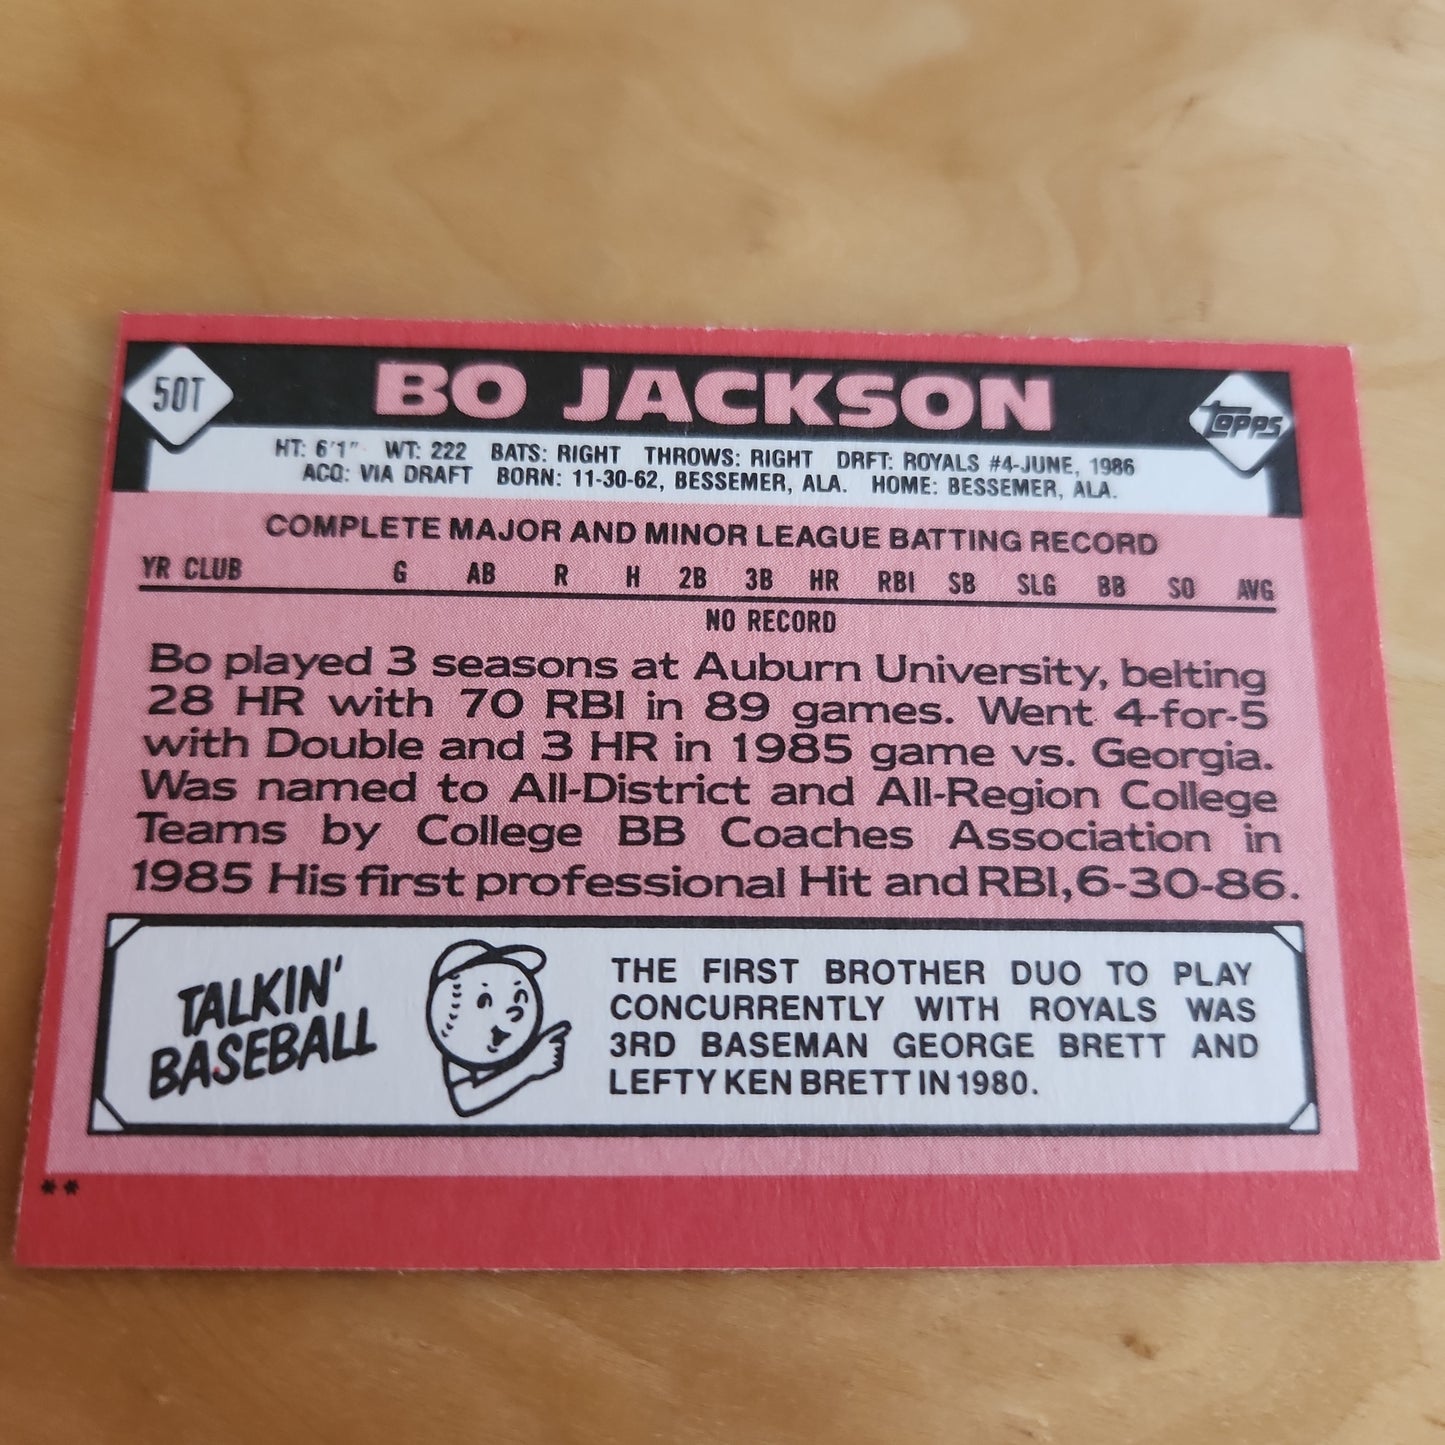 50T
BO JACKSON
Topps
HT: 6'1" WT: 222 BATS: RIGHT THROWS: RIGHT DRFT: ROYALS #4-JUNE, 1986
ACQ: VIA DRAFT BORN: 11-30-62, BESSEMER, ALA. HOME: BESSEMER, ALA.
COMPLETE MAJOR AND MINOR LEAGUE BATTING RECORD
YR CLUB G AB R H 2B 3B HR RBI SB SLG BB SO AVG
NO RECORD
Bo played 3 seasons at Auburn University, belting
28 HR with 70 RBI in 89 games. Went 4-for-5
with Double and 3 HR in 1985 game vs. Georgia.
Was named to All-District and All-Region College
Teams by College BB Coaches Association in
1985 His first professional Hit and RBI, 6-30-86.
TALKIN'
BASEBALL
THE FIRST BROTHER DUO TO PLAY
CONCURRENTLY WITH ROYALS WAS
3RD BASEMAN GEORGE BRETT AND
LEFTY KEN BRETT IN 1980.
**